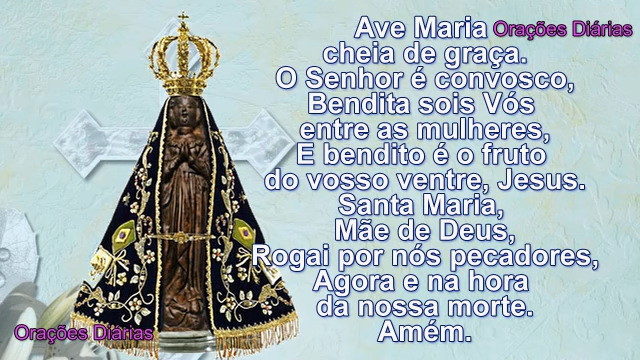 Ave Maria
Orações Diárias
cheia de graça.
O Senhor é convosco,
Bendita sois Vós
entre as mulheres,
E bendito é o fruto
do vosso ventre, Jesus.
Santa Maria,
Mãe de Deus,
Rogai por nós pecadores,
Agora e na hora
da nossa morte.
Amém.
Orações Diárias